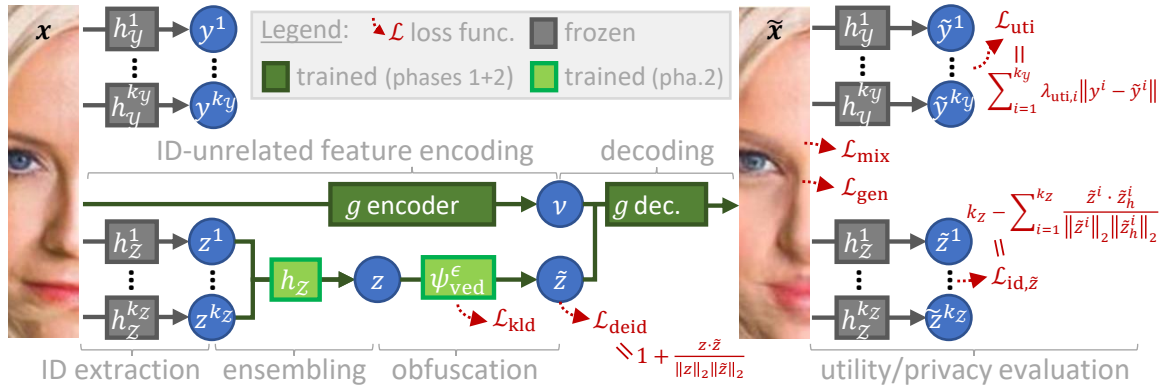 x
h_y^1
y^1
h_y^{k_y}
y^{k_y}
Legend:
ℒ loss func.
frozen
trained (phases 1+2)
trained (pha.2)
x̃
h_y^1
ỹ^1
h_y^{k_y}
ỹ^{k_y}
ℒ_uti
=
∑_{i=1}^{k_y} λ_{uti,i}‖y^i − ỹ^i‖
ID-unrelated feature encoding
decoding
g encoder
v
g dec.
ℒ_mix
ℒ_gen
h_z^1
z^1
h_z^{k_z}
z^{k_z}
h_z
z
ψ_ved^ϵ
z̃
ℒ_kld
ℒ_deid
= 1 + z·z̃ / ‖z‖_2‖z̃‖_2
h_z^1
z̃^1
h_z^{k_z}
z̃^{k_z}
k_z − ∑_{i=1}^{k_z} z̃^i · z̃_h^i / ‖z̃^i‖_2‖z̃_h^i‖_2
=
ℒ_{id,z̃}
ID extraction
ensembling
obfuscation
utility/privacy evaluation